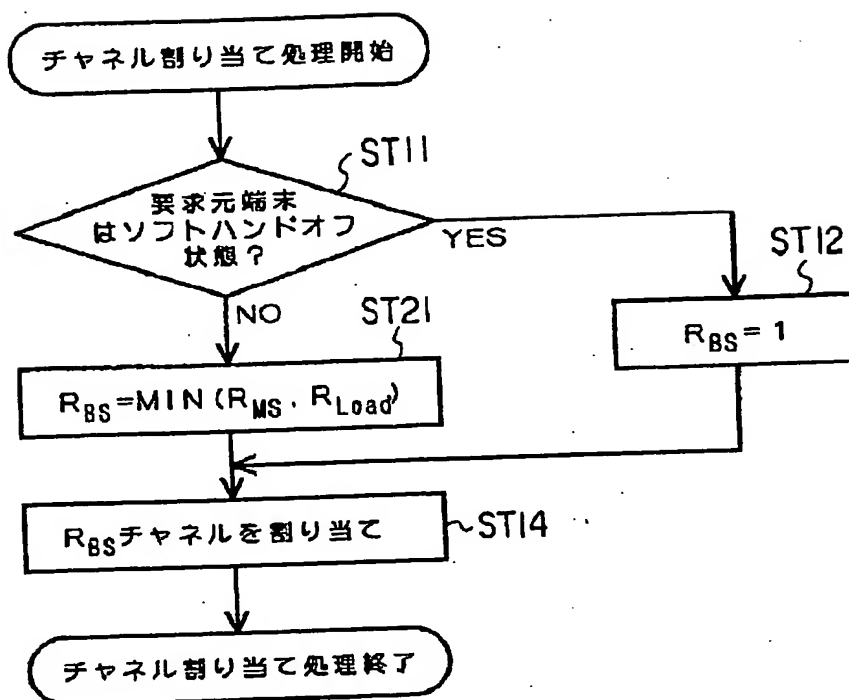 チャネル割り当て処理開始
ST11
要求元端末
はソフトハンドオフ
状態？
YES
ST12
R_BS = 1
NO
ST21
R_BS=MIN (R_MS, R_Load)
R_BSチャネルを割り当て
ST14
チャネル割り当て処理終了